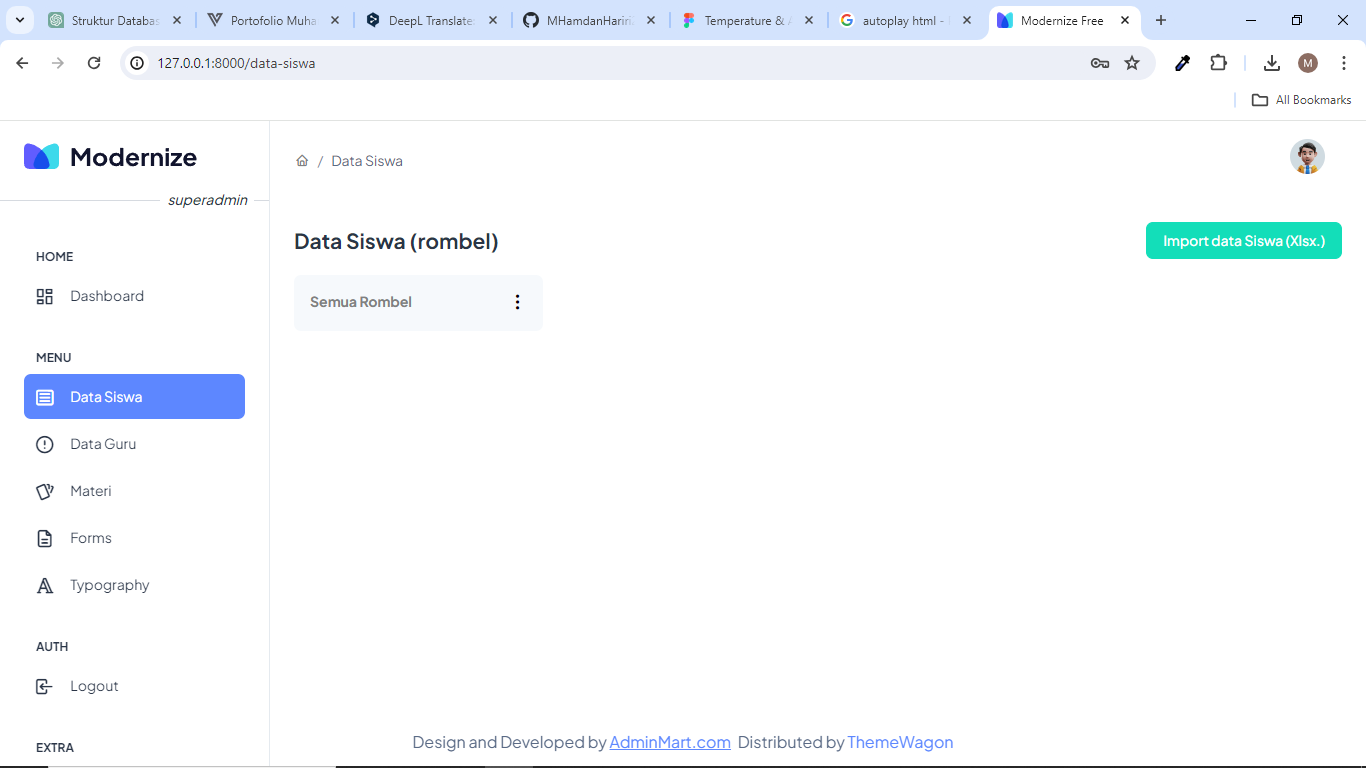 Struktur Databas
Portofolio Muha
DeepL Translate
MHamdanHariri
Temperature &
autoplay html -
Modernize Free
127.0.0.1:8000/data-siswa
M
All Bookmarks
Modernize
superadmin
/ Data Siswa
Data Siswa (rombel)
Import data Siswa (Xlsx.)
Semua Rombel
HOME
Dashboard
MENU
Data Siswa
Data Guru
Materi
Forms
Typography
AUTH
Logout
EXTRA
Design and Developed by AdminMart.com Distributed by ThemeWagon